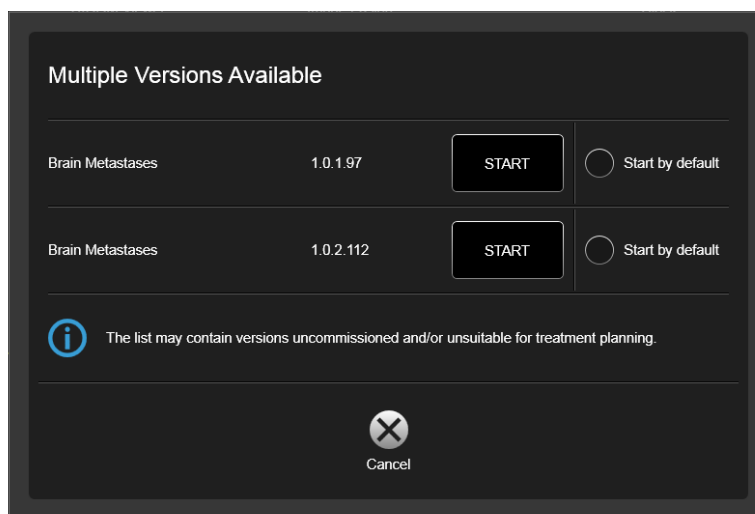 Multiple Versions Available
Brain Metastases 1.0.1.97 START Start by default
Brain Metastases 1.0.2.112 START Start by default
The list may contain versions uncommissioned and/or unsuitable for treatment planning.
Cancel